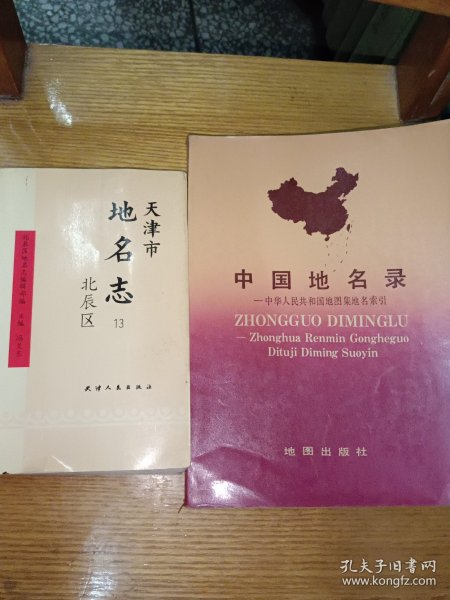 天津市
地名志
北辰区
13
天津人民出版社
中国地名录
—中华人民共和国地图集地名索引
ZHONGGUO DIMINGLU
—Zhonghua Renmin Gongheguo
Dituji Diming Suoyin
地图出版社
孔夫子旧书网
www.kongfz.com